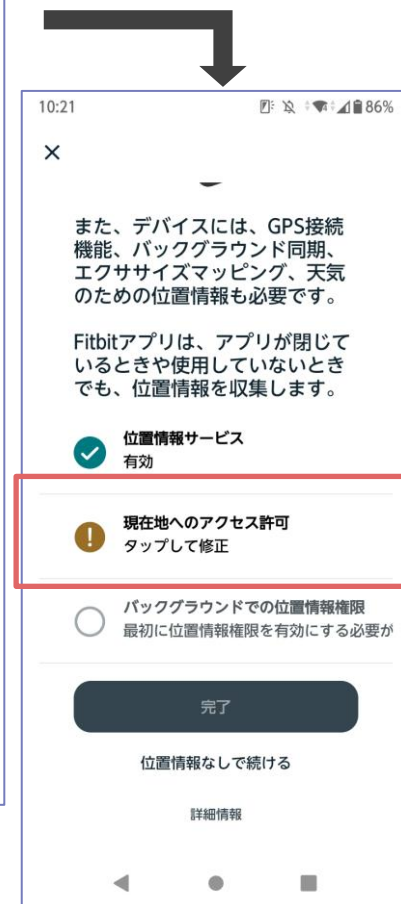 10:21
86%
また、デバイスには、GPS接続
機能、バックグラウンド同期、
エクササイズマッピング、天気
のための位置情報も必要です。
Fitbitアプリは、アプリが閉じて
いるときや使用していないとき
でも、位置情報を収集します。
位置情報サービス
有効
現在地へのアクセス許可
タップして修正
バックグラウンドでの位置情報権限
最初に位置情報権限を有効にする必要が
完了
位置情報なしで続ける
詳細情報